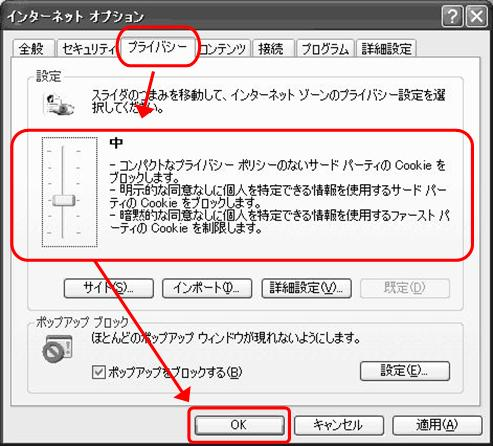 インターネット オプション
全般
セキュリティ
プライバシー
コンテンツ
接続
プログラム
詳細設定
設定
スライダのつまみを移動して、インターネット ゾーンのプライバシー設定を選
択してください。
中
- コンパクトなプライバシー ポリシーのないサード パーティの Cookie を
ブロックします。
- 明示的な同意なしに個人を特定できる情報を使用するサード パー
ティの Cookie をブロックします。
- 暗黙的な同意なしに個人を特定できる情報を使用するファースト パ
ーティの Cookie を制限します。
サイト(S)...
インポート(I)...
詳細設定(V)...
既定(D)
ポップアップ ブロック
ほとんどのポップアップ ウィンドウが現れないようにします。
ポップアップをブロックする(B)
設定(E)...
OK
キャンセル
適用(A)